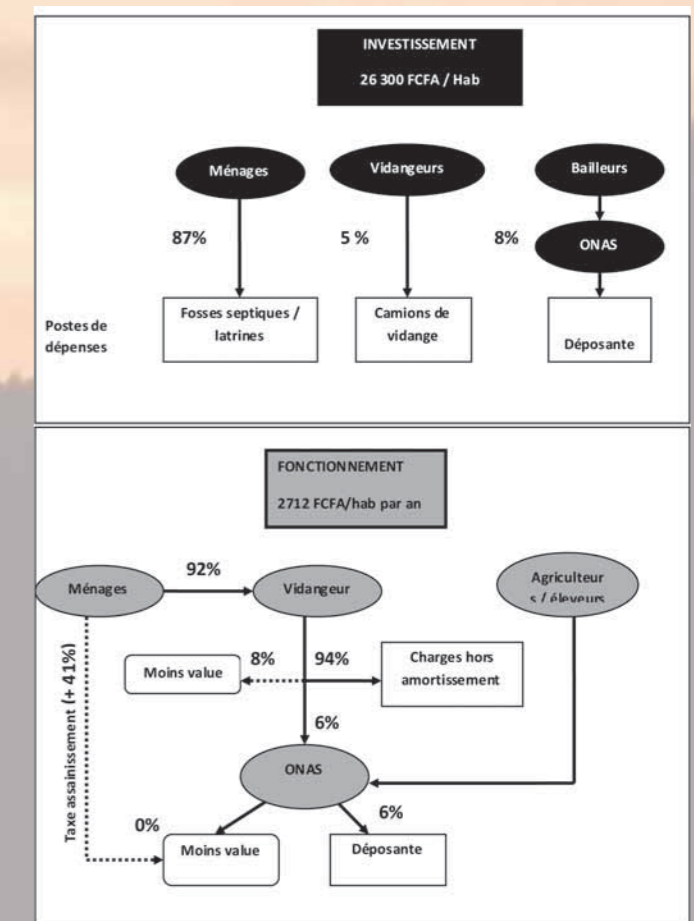 INVESTISSEMENT
26 300 FCFA / Hab
Ménages
Vidangeurs
Bailleurs
87%
5 %
8%
ONAS
Postes de
dépenses
Fosses septiques /
latrines
Camions de
vidange
Déposante
FONCTIONNEMENT
2712 FCFA/hab par an
Ménages
92%
Vidangeur
Agriculteur
s / éleveurs
Taxe assainissement (+ 41%)
Moins value
8%
94%
Charges hors
amortissement
6%
ONAS
0%
6%
Moins value
Déposante